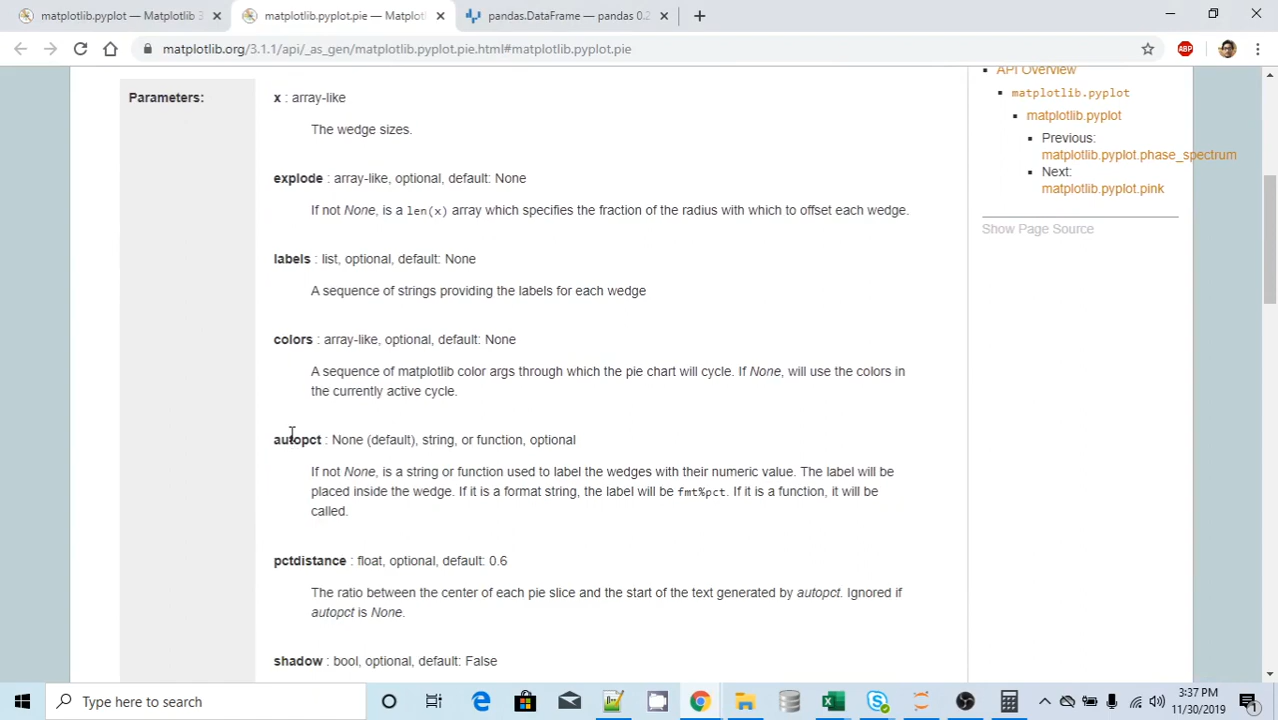 matplotlib.pyplot — Matplotlib 3
matplotlib.pyplot.pie — Matplotl
pandas.DataFrame — pandas 0.2
matplotlib.org/3.1.1/api/_as_gen/matplotlib.pyplot.pie.html#matplotlib.pyplot.pie
ABP
Parameters:
x : array-like
The wedge sizes.
explode : array-like, optional, default: None
If not None, is a len(x) array which specifies the fraction of the radius with which to offset each wedge.
labels : list, optional, default: None
A sequence of strings providing the labels for each wedge
colors : array-like, optional, default: None
A sequence of matplotlib color args through which the pie chart will cycle. If None, will use the colors in
the currently active cycle.
autopct : None (default), string, or function, optional
If not None, is a string or function used to label the wedges with their numeric value. The label will be
placed inside the wedge. If it is a format string, the label will be fmt%pct. If it is a function, it will be
called.
pctdistance : float, optional, default: 0.6
The ratio between the center of each pie slice and the start of the text generated by autopct. Ignored if
autopct is None.
shadow : bool, optional, default: False
API Overview
matplotlib.pyplot
matplotlib.pyplot
Previous:
matplotlib.pyplot.phase_spectrum
Next:
matplotlib.pyplot.pink
Show Page Source
Type here to search
3:37 PM
11/30/2019